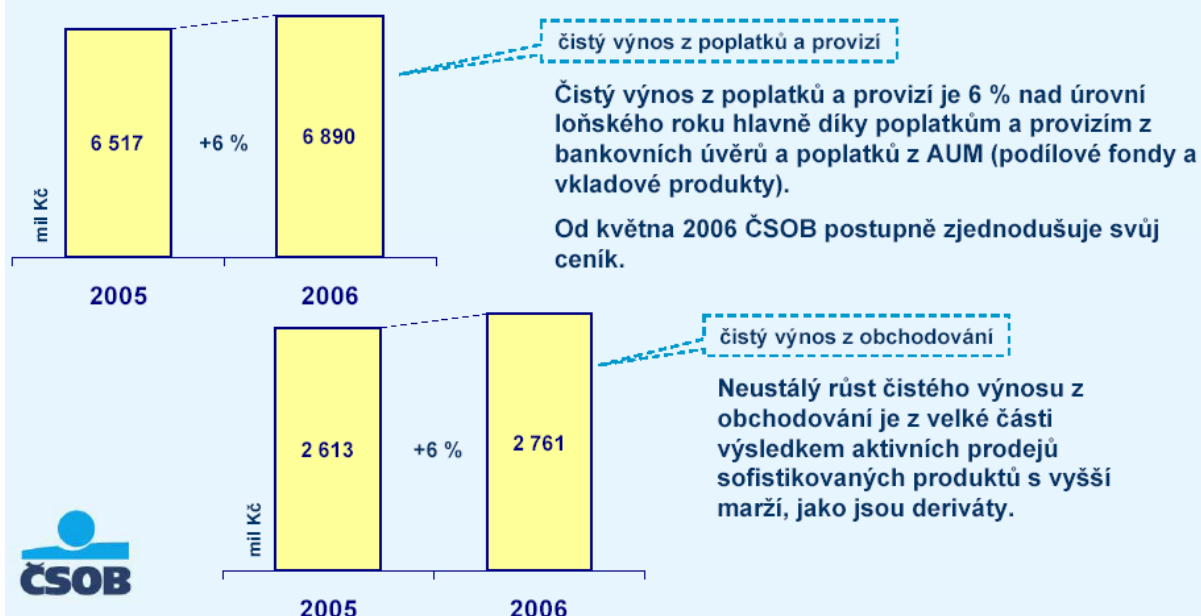 čistý výnos z poplatků a provizí
6 517
+6 %
6 890
mil Kč
2005
2006
Čistý výnos z poplatků a provizí je 6 % nad úrovní
loňského roku hlavně díky poplatkům a provizím z
bankovních úvěrů a poplatků z AUM (podílové fondy a
vkladové produkty).
Od května 2006 ČSOB postupně zjednodušuje svůj
ceník.
čistý výnos z obchodování
2 613
+6 %
2 761
mil Kč
2005
2006
Neustálý růst čistého výnosu z
obchodování je z velké části
výsledkem aktivních prodejů
sofistikovaných produktů s vyšší
marží, jako jsou deriváty.
ČSOB